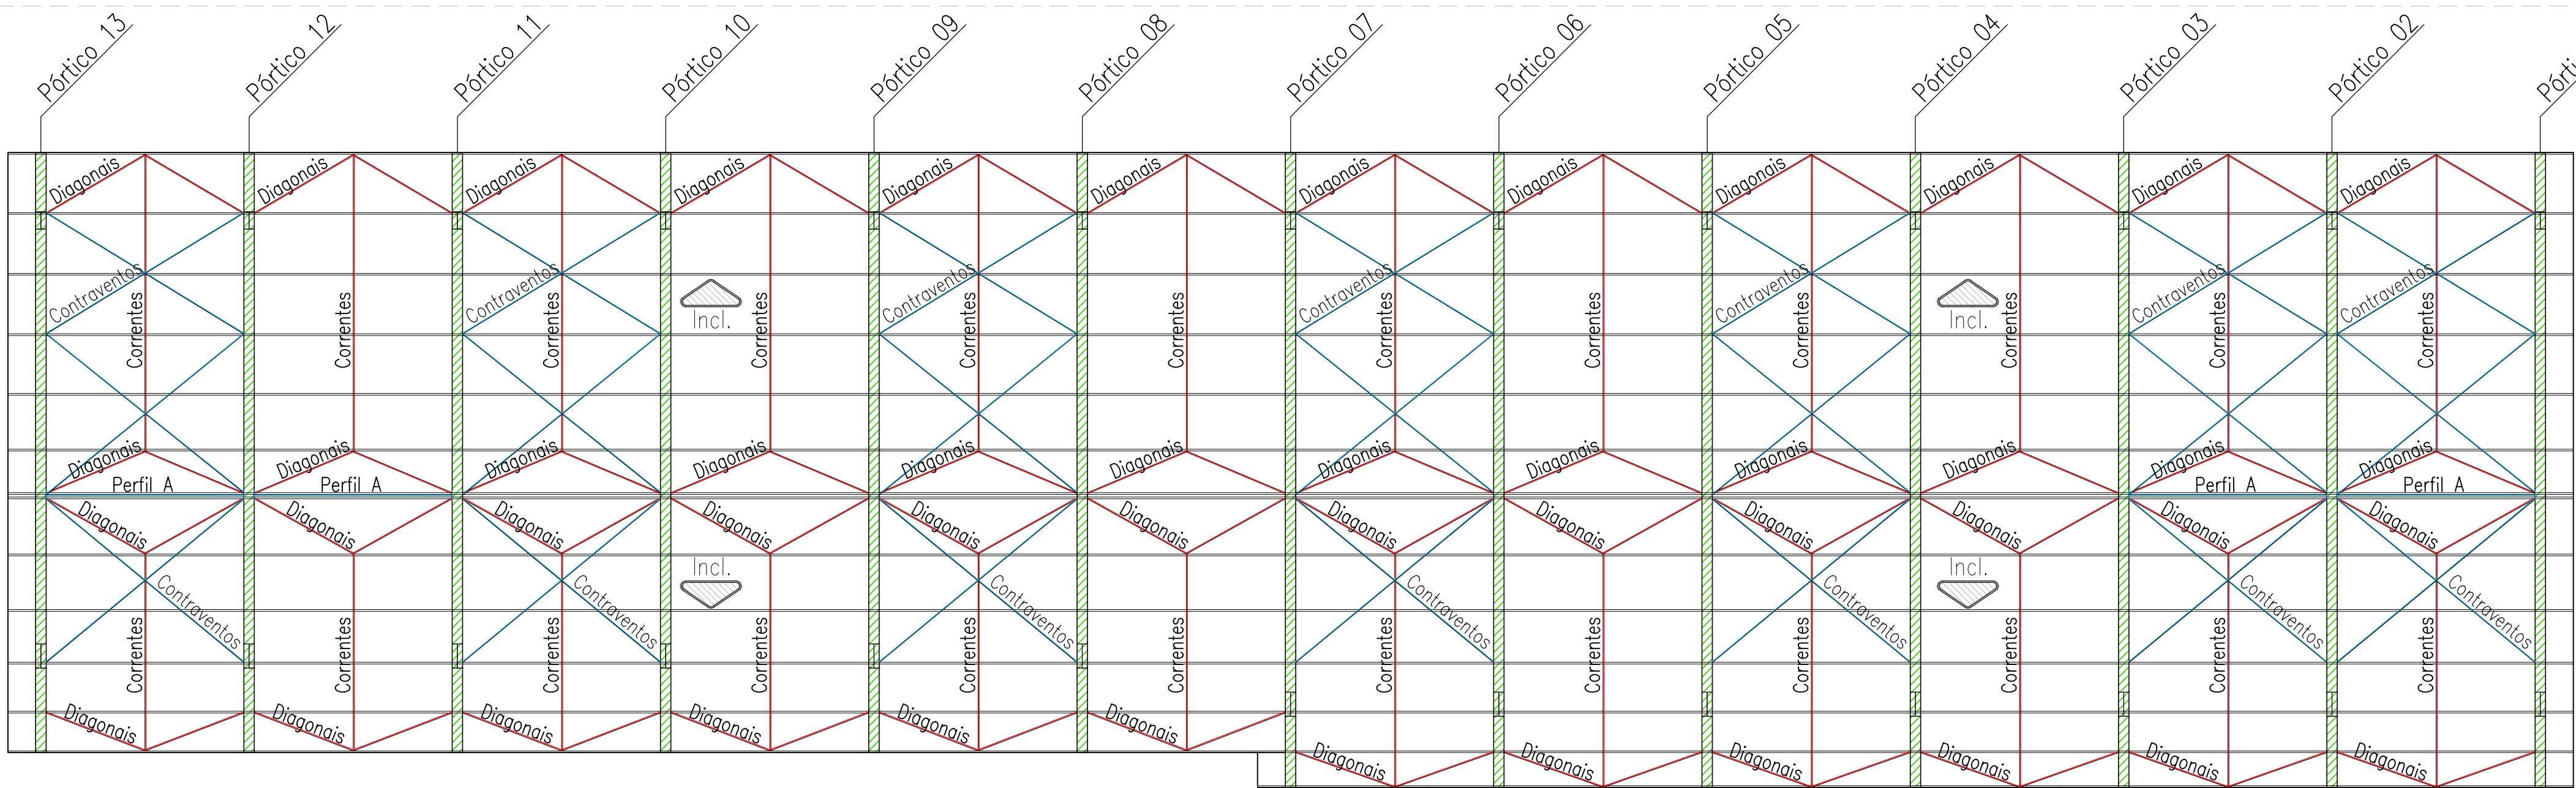 Pórtico 13
Pórtico 12
Pórtico 11
Pórtico 10
Pórtico 09
Pórtico 08
Pórtico 07
Pórtico 06
Pórtico 05
Pórtico 04
Pórtico 03
Pórtico 02
Pórti
Diagonais
Diagonais
Diagonais
Diagonais
Diagonais
Diagonais
Diagonais
Diagonais
Diagonais
Diagonais
Diagonais
Diagonais
Contraventos
Contraventos
Contraventos
Contraventos
Contraventos
Contraventos
Contraventos
Incl.
Incl.
Correntes
Correntes
Correntes
Correntes
Correntes
Correntes
Correntes
Correntes
Correntes
Correntes
Correntes
Correntes
Diagonais
Diagonais
Diagonais
Diagonais
Diagonais
Diagonais
Diagonais
Diagonais
Diagonais
Diagonais
Diagonais
Diagonais
Perfil A
Perfil A
Perfil A
Perfil A
Diagonais
Diagonais
Diagonais
Diagonais
Diagonais
Diagonais
Diagonais
Diagonais
Diagonais
Diagonais
Diagonais
Diagonais
Incl.
Incl.
Contraventos
Contraventos
Contraventos
Contraventos
Contraventos
Contraventos
Contraventos
Correntes
Correntes
Correntes
Correntes
Correntes
Correntes
Correntes
Correntes
Correntes
Correntes
Correntes
Correntes
Diagonais
Diagonais
Diagonais
Diagonais
Diagonais
Diagonais
Diagonais
Diagonais
Diagonais
Diagonais
Diagonais
Diagonais